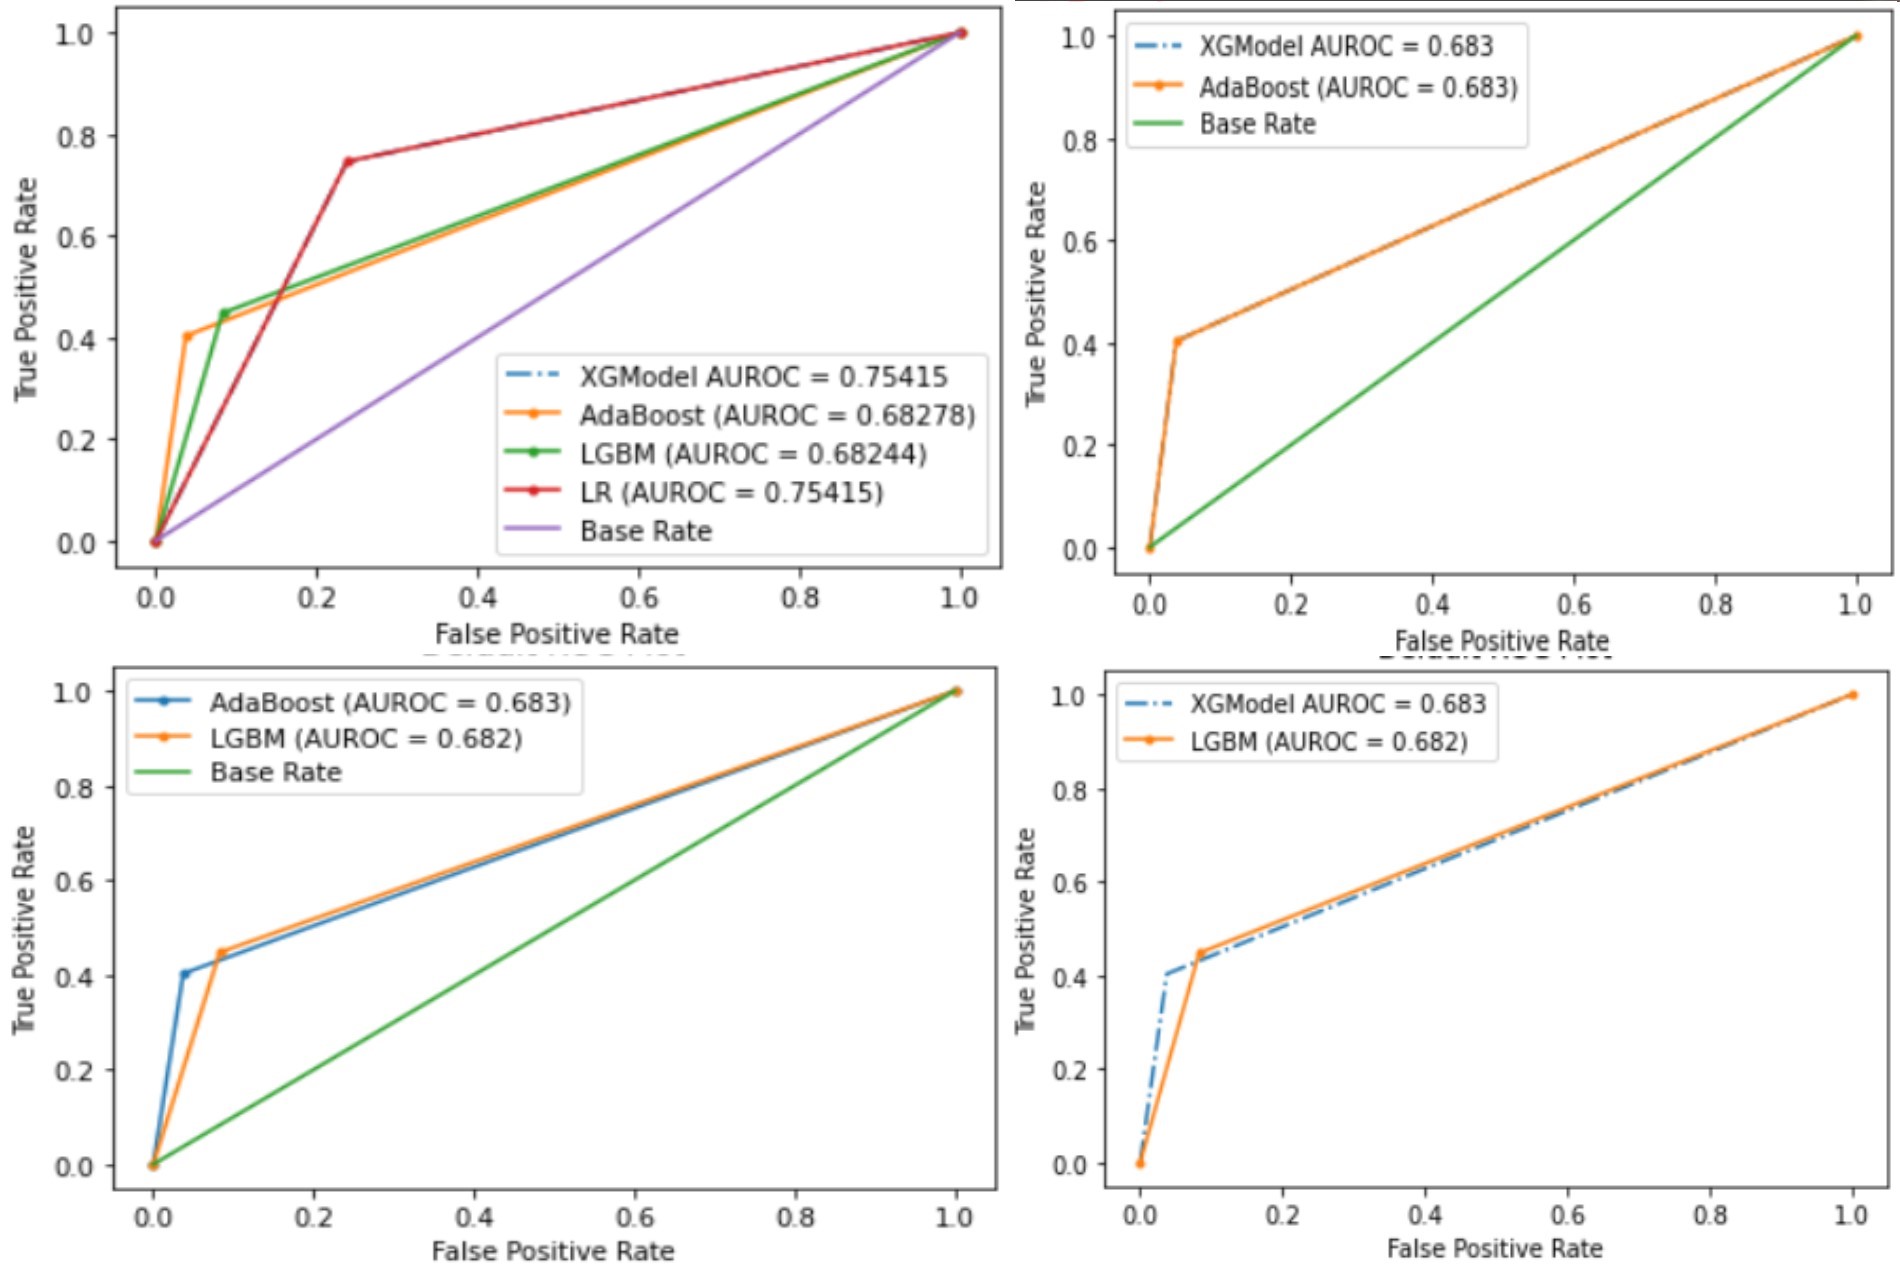 1.0
0.8
0.6
0.4
0.2
0.0
True Positive Rate
XGModel AUROC = 0.75415
AdaBoost (AUROC = 0.68278)
LGBM (AUROC = 0.68244)
LR (AUROC = 0.75415)
Base Rate
0.0 0.2 0.4 0.6 0.8 1.0
False Positive Rate
1.0
0.8
0.6
0.4
0.2
0.0
True Positive Rate
XGModel AUROC = 0.683
AdaBoost (AUROC = 0.683)
Base Rate
0.0 0.2 0.4 0.6 0.8 1.0
False Positive Rate
1.0
0.8
0.6
0.4
0.2
0.0
True Positive Rate
AdaBoost (AUROC = 0.683)
LGBM (AUROC = 0.682)
Base Rate
0.0 0.2 0.4 0.6 0.8 1.0
False Positive Rate
1.0
0.8
0.6
0.4
0.2
0.0
True Positive Rate
XGModel AUROC = 0.683
LGBM (AUROC = 0.682)
0.0 0.2 0.4 0.6 0.8 1.0
False Positive Rate